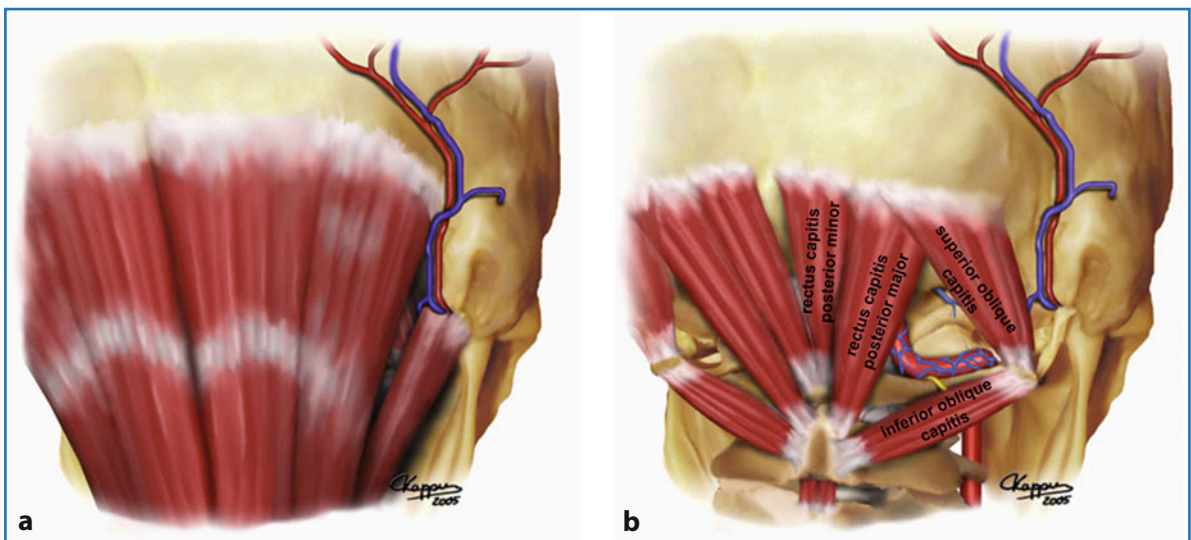 CKappus
2005
a
rectus capitis
posterior minor
rectus capitis
posterior major
superior oblique
capitis
inferior oblique
capitis
CKappus
2005
b